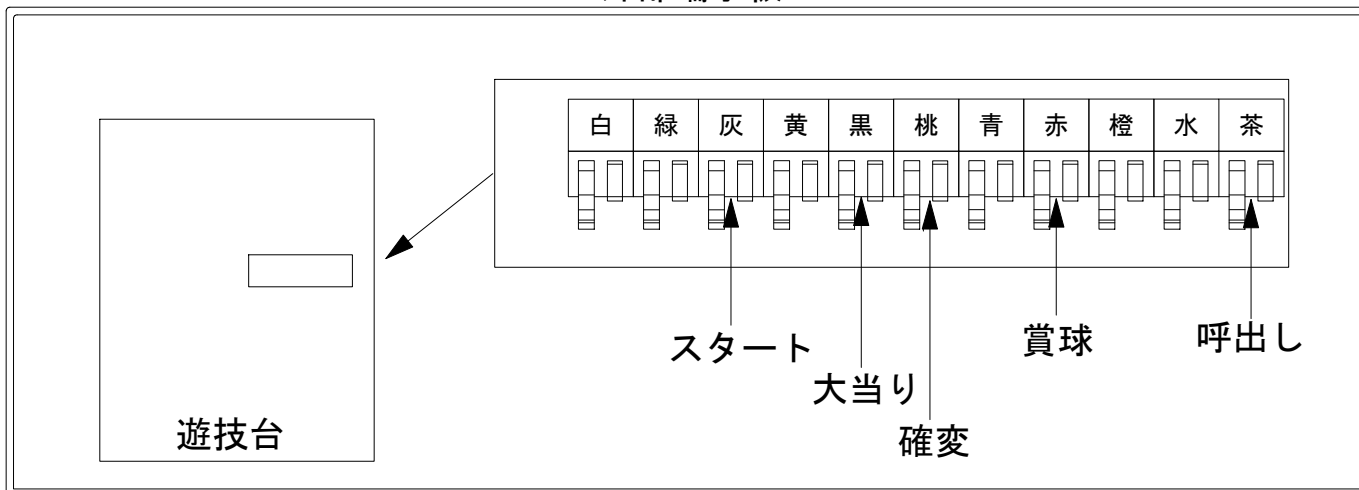 白 緑 灰 黄 黒 桃 青 赤 橙 水 茶
スタート
大当り
確変
賞球
呼出し
遊技台